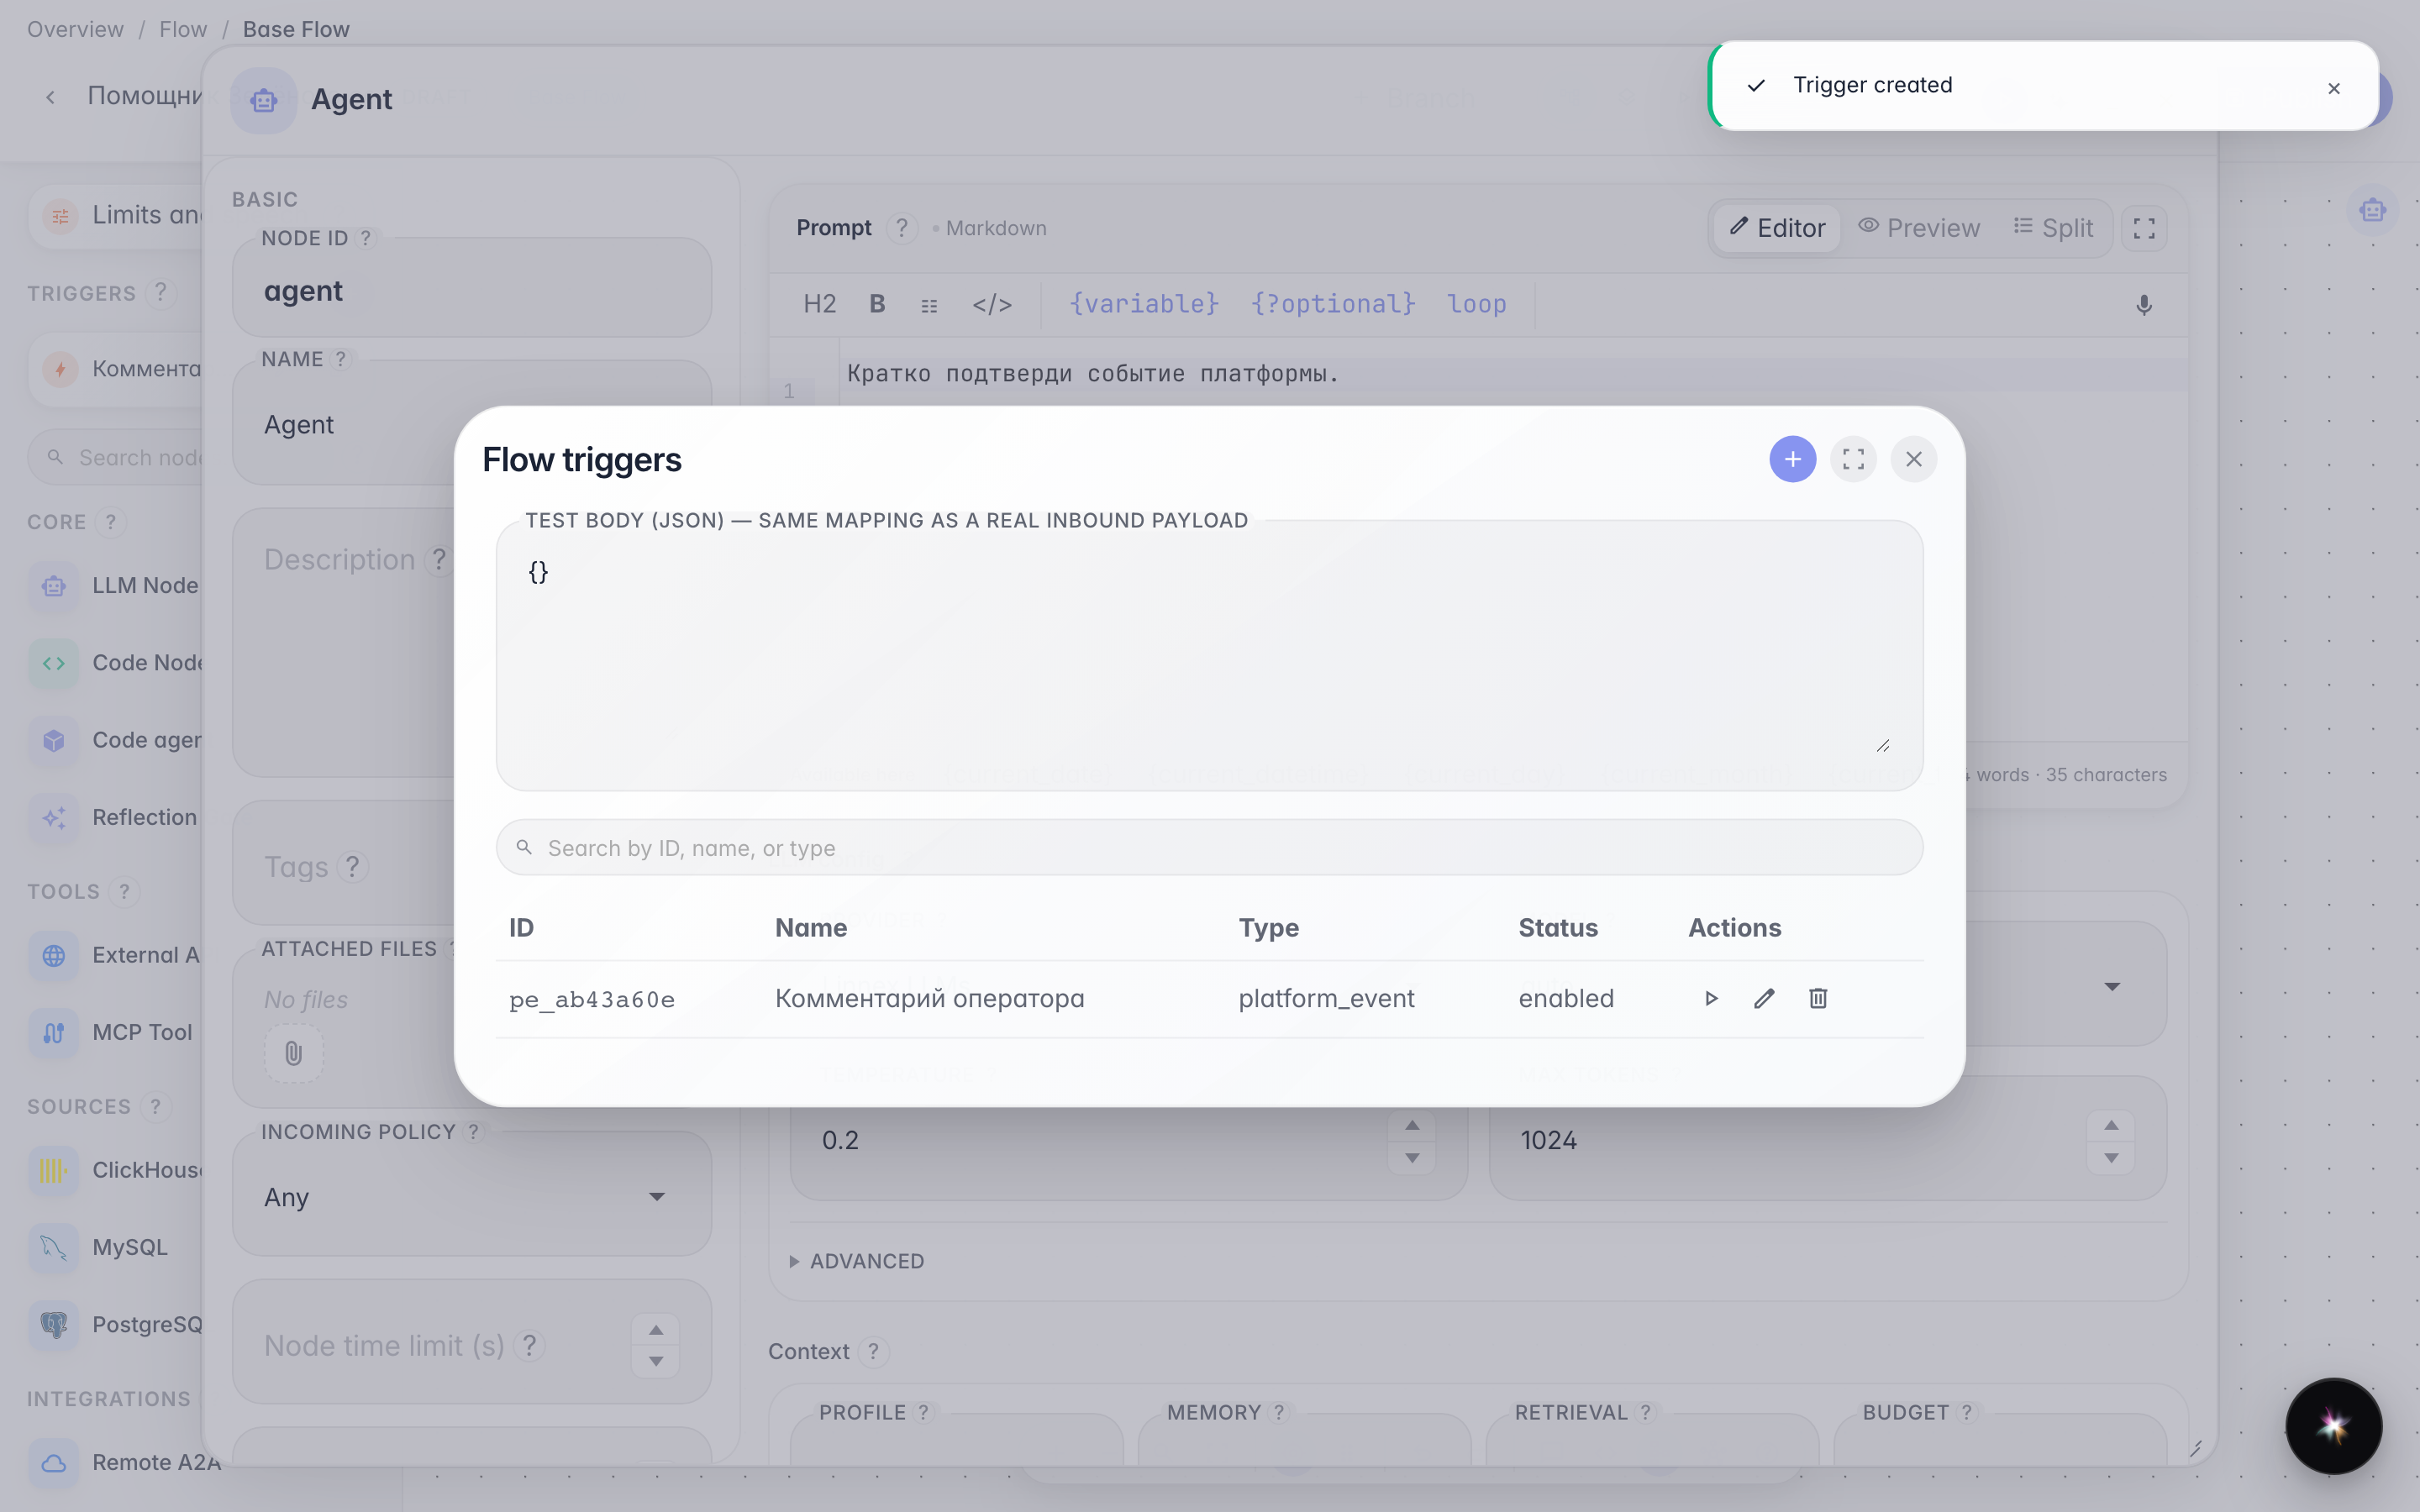 Overview / Flow / Base Flow
Помощник
Agent
Trigger created
BASIC
NODE ID ?
agent
NAME ?
Agent
Description ?
Tags ?
ATTACHED FILES
No files
INCOMING POLICY ?
Any
Node time limit (s) ?
Limits and
TRIGGERS ?
Коммента
Search node
CORE ?
LLM Node
Code Node
Code agen
Reflection
TOOLS ?
External A
MCP Tool
SOURCES ?
ClickHouse
MySQL
PostgreSQ
INTEGRATIONS
Remote A2A
Prompt ? • Markdown
Editor Preview Split
H2 B </> {variable} {?optional} loop
1 Кратко подтверди событие платформы.
words · 35 characters
Flow triggers
TEST BODY (JSON) — SAME MAPPING AS A REAL INBOUND PAYLOAD
{}
Search by ID, name, or type
ID Name Type Status Actions
pe_ab43a60e Комментарий оператора platform_event enabled
0.2 1024
ADVANCED
Context ?
PROFILE ? MEMORY ? RETRIEVAL ? BUDGET ?